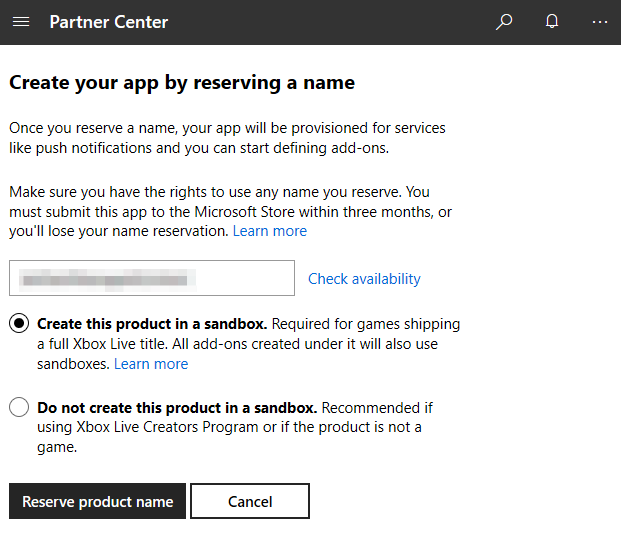 Partner Center
Create your app by reserving a name
Once you reserve a name, your app will be provisioned for services
like push notifications and you can start defining add-ons.
Make sure you have the rights to use any name you reserve. You
must submit this app to the Microsoft Store within three months, or
you'll lose your name reservation. Learn more
Check availability
Create this product in a sandbox. Required for games shipping
a full Xbox Live title. All add-ons created under it will also use
sandboxes. Learn more
Do not create this product in a sandbox. Recommended if
using Xbox Live Creators Program or if the product is not a
game.
Reserve product name
Cancel